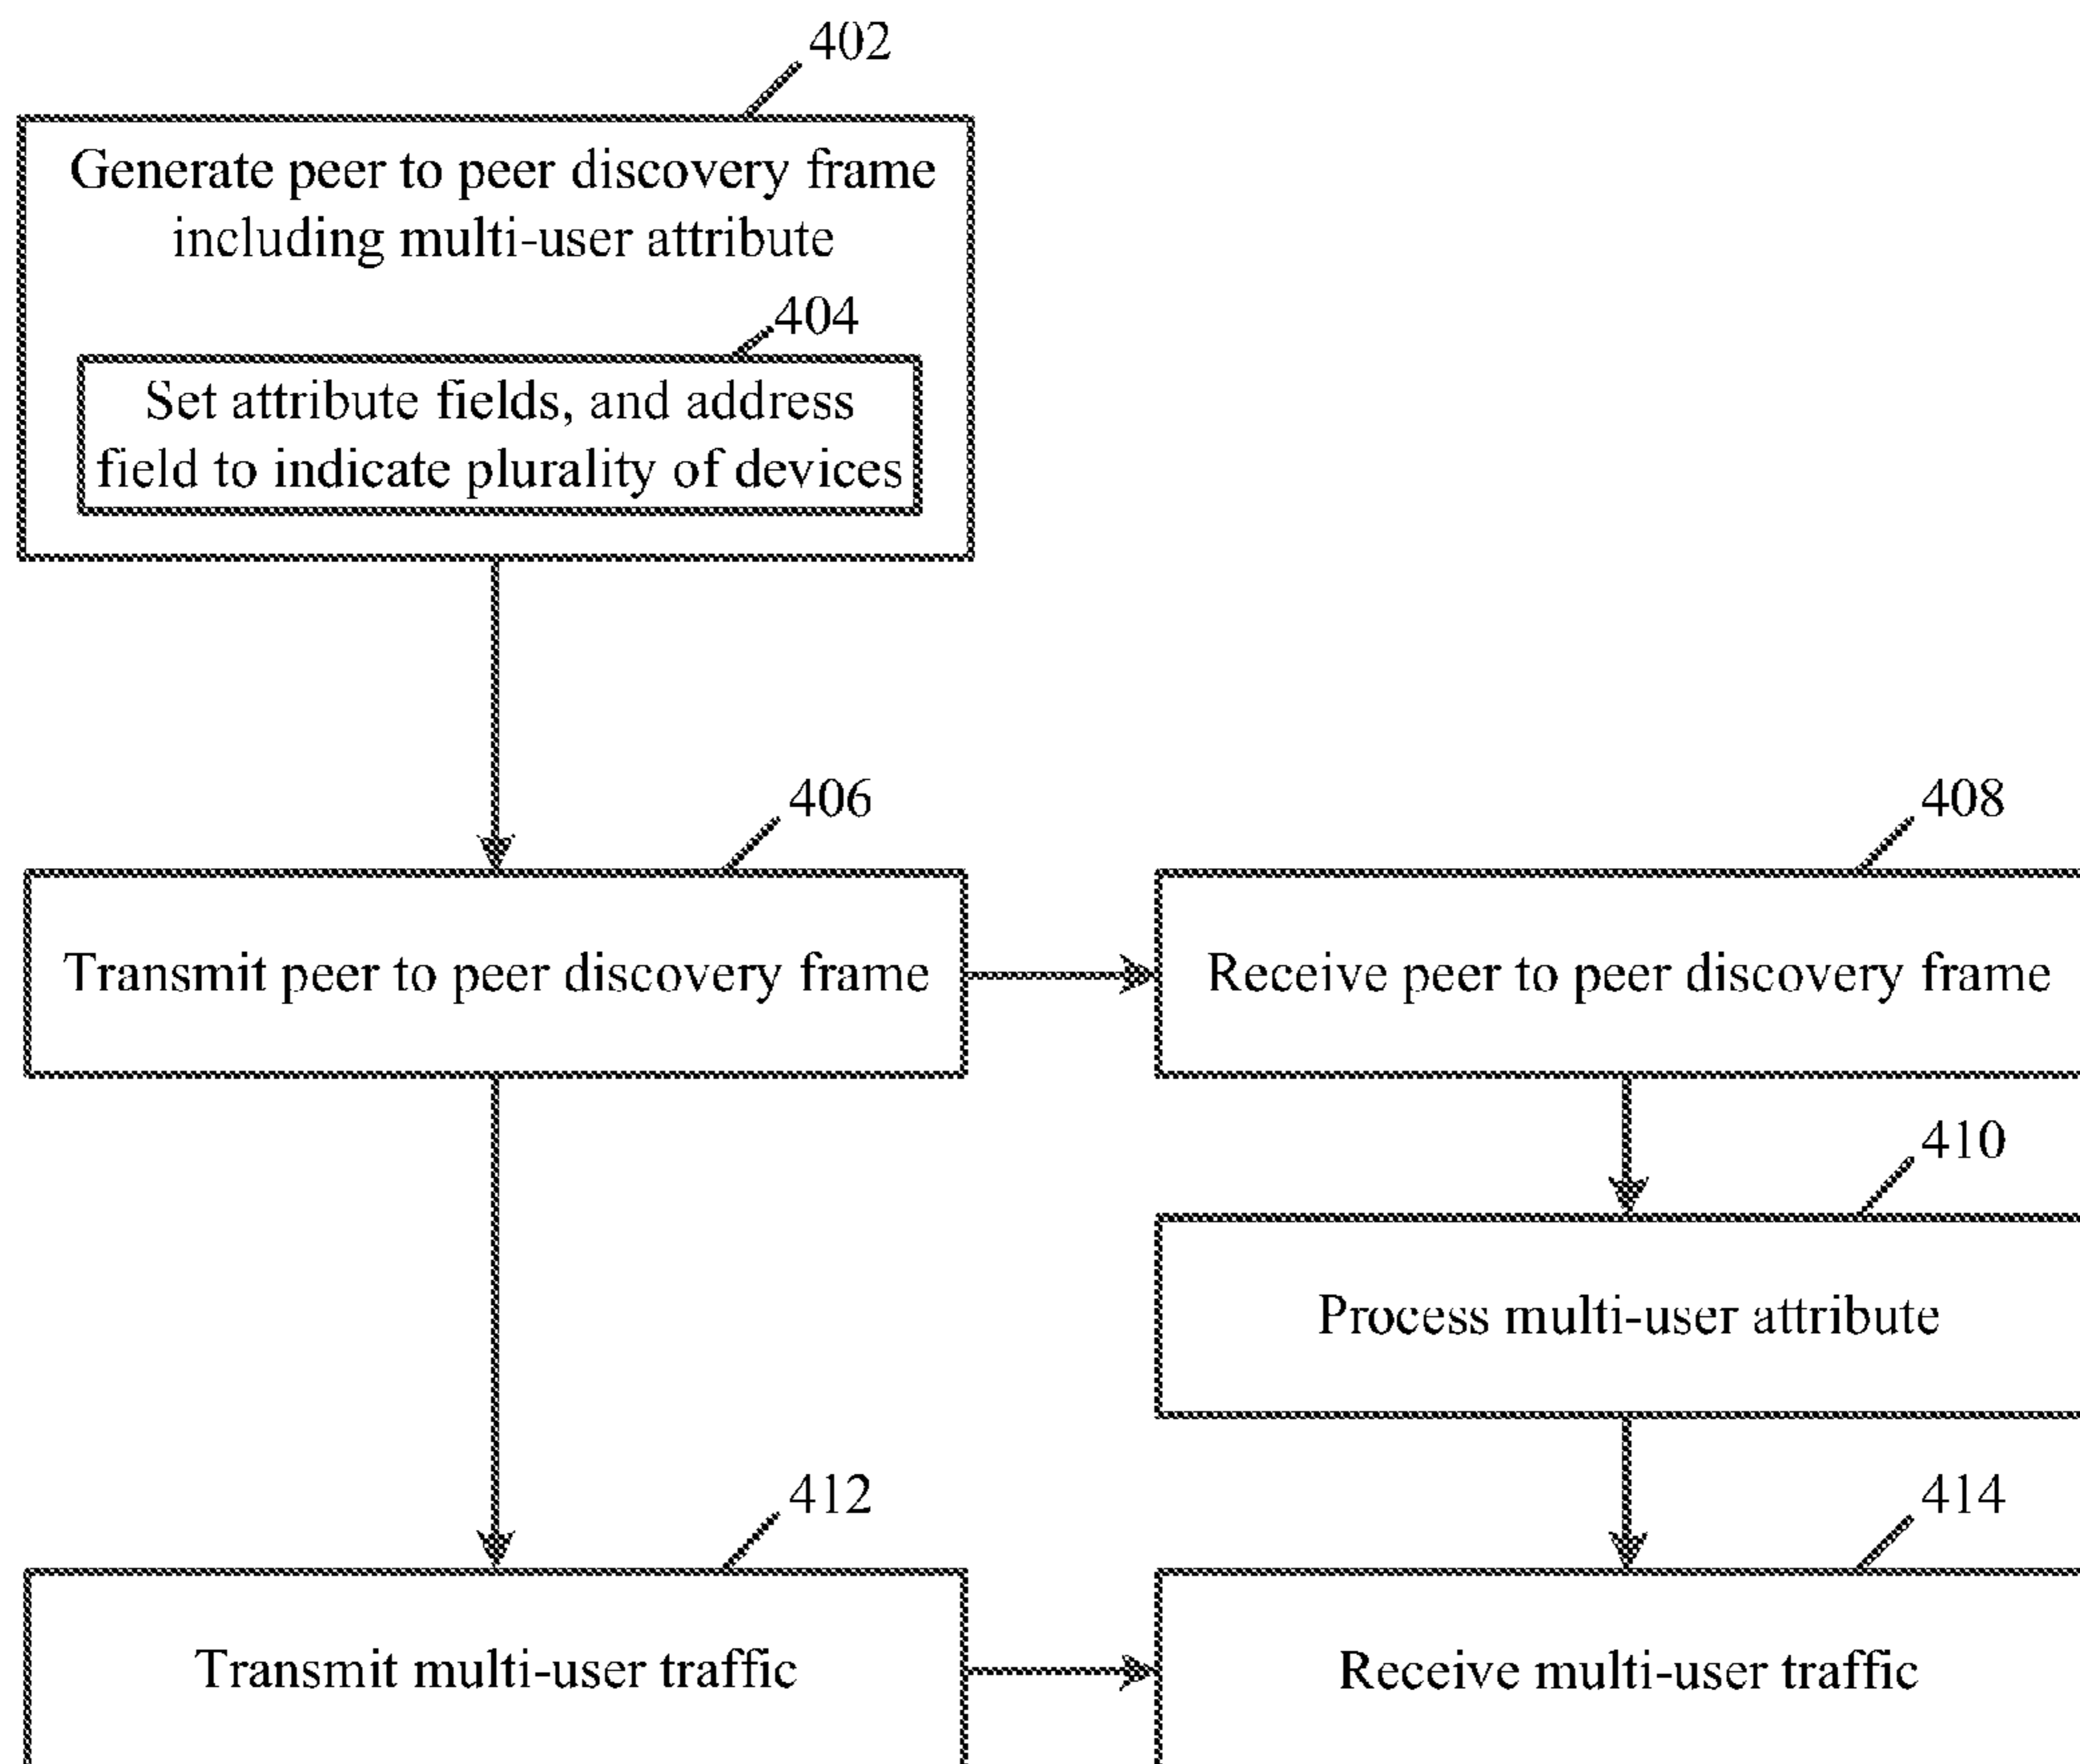 402
Generate peer to peer discovery frame
including multi-user attribute
404
Set attribute fields, and address
field to indicate plurality of devices
406
408
Transmit peer to peer discovery frame
Receive peer to peer discovery frame
410
Process multi-user attribute
412
414
Transmit multi-user traffic
Receive multi-user traffic